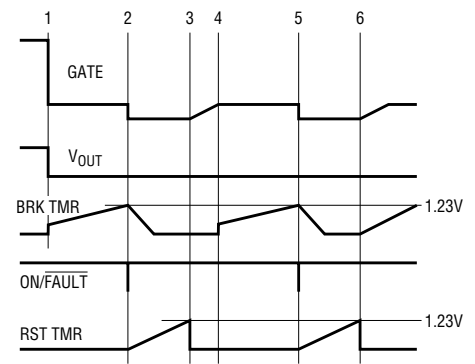 1 2 3 4 5 6
GATE
VOUT
BRK TMR
1.23V
ON/FAULT
1.23V
RST TMR